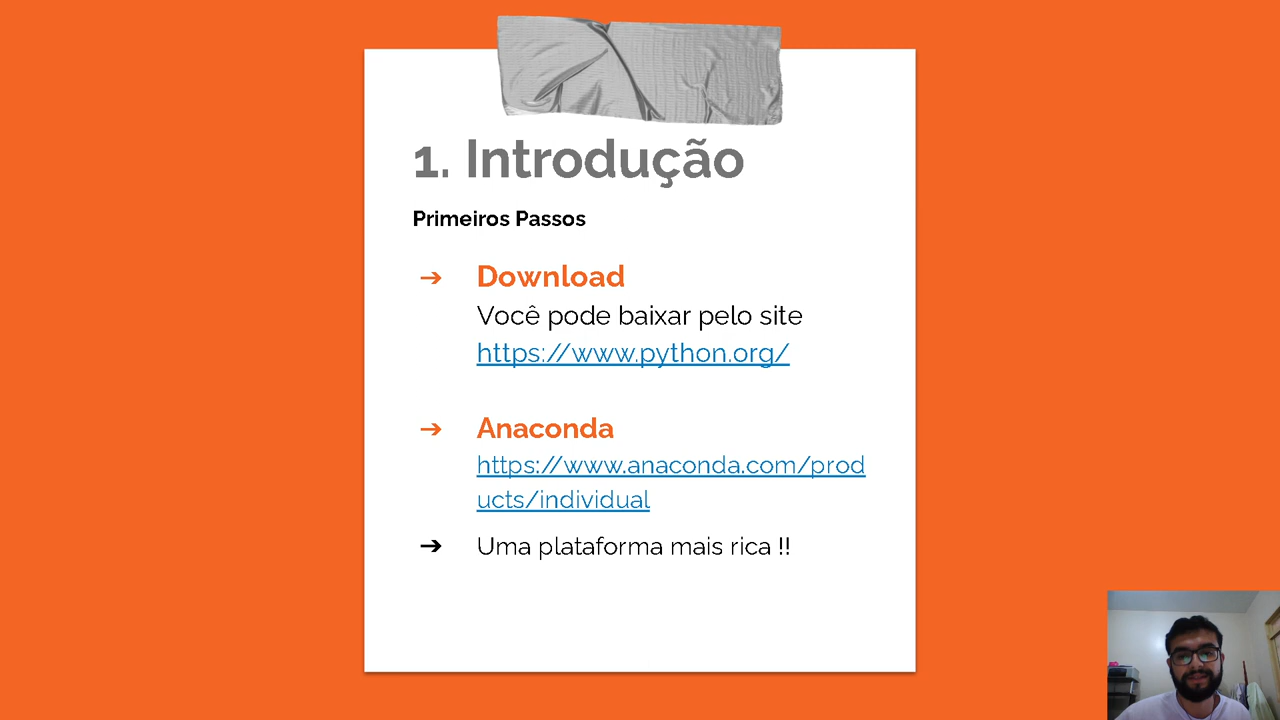 1. Introdução
Primeiros Passos
➔ Download
Você pode baixar pelo site
https://www.python.org/
➔ Anaconda
https://www.anaconda.com/prod
ucts/individual
➔ Uma plataforma mais rica !!